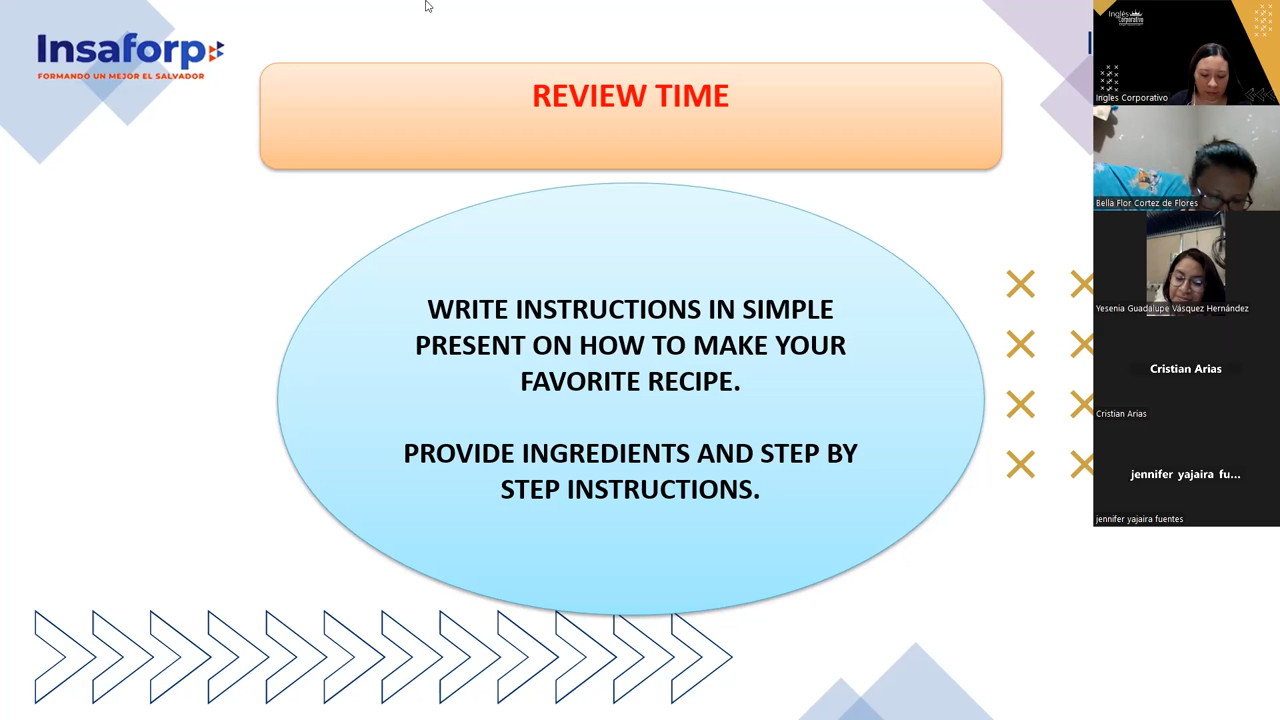 Insaforp
FORMANDO UN MEJOR EL SALVADOR
REVIEW TIME
WRITE INSTRUCTIONS IN SIMPLE
PRESENT ON HOW TO MAKE YOUR
FAVORITE RECIPE.
PROVIDE INGREDIENTS AND STEP BY
STEP INSTRUCTIONS.
Inglés
Corporativo
Ingles Corporativo
Bella Flor Cortez de Flores
Yesenia Guadalupe Vásquez Hernández
Cristian Arias
Cristian Arias
jennifer yajaira fu...
jennifer yajaira fuentes